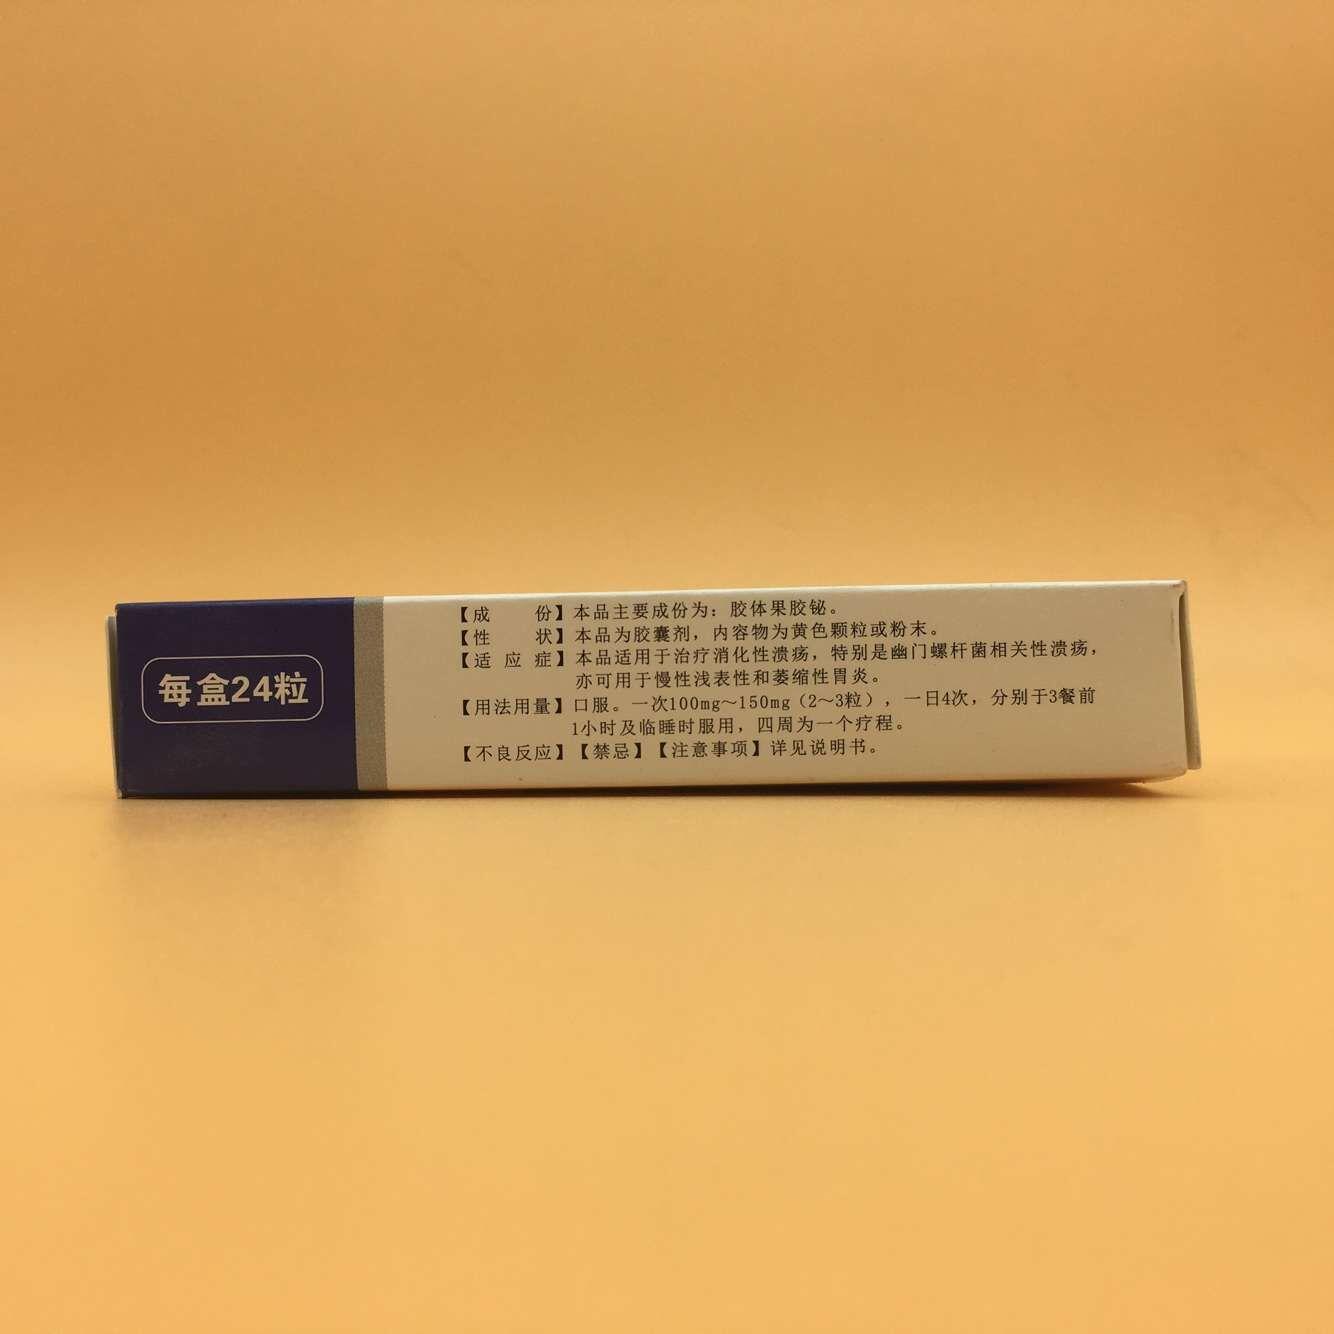 每盒24粒
【成 份】本品主要成份为：胶体果胶铋。
【性 状】本品为胶囊剂，内容物为黄色颗粒或粉末。
【适 应 症】本品适用于治疗消化性溃疡，特别是幽门螺杆菌相关性溃疡，
亦可用于慢性浅表性和萎缩性胃炎。
【用法用量】口服。一次100mg～150mg（2～3粒），一日4次，分别于3餐前
1小时及临睡时服用，四周为一个疗程。
【不良反应】【禁忌】【注意事项】详见说明书。